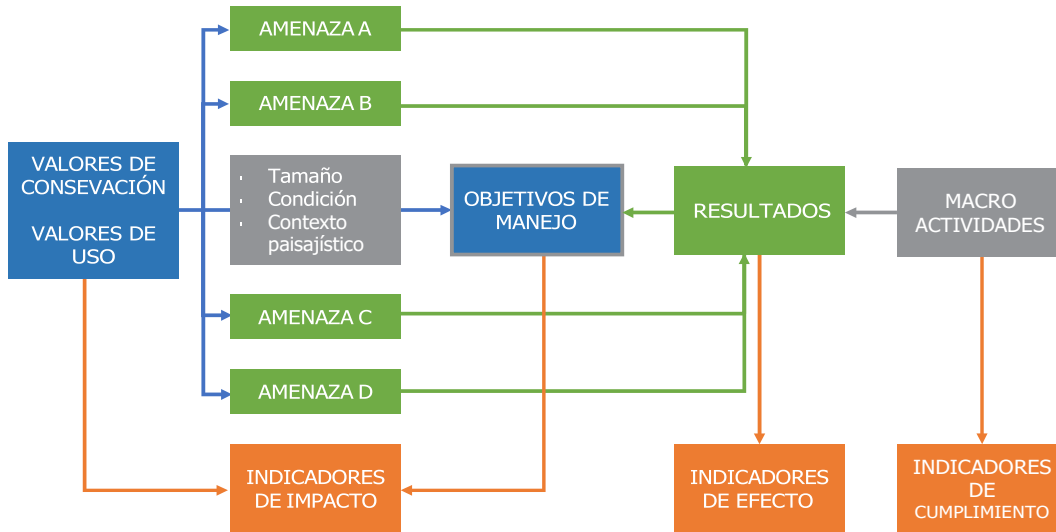 AMENAZA A
AMENAZA B
VALORES DE
CONSEVACIÓN
VALORES DE
USO
· Tamaño
· Condición
· Contexto
paisajístico
OBJETIVOS DE
MANEJO
RESULTADOS
MACRO
ACTIVIDADES
AMENAZA C
AMENAZA D
INDICADORES
DE IMPACTO
INDICADORES
DE EFECTO
INDICADORES
DE
CUMPLIMIENTO